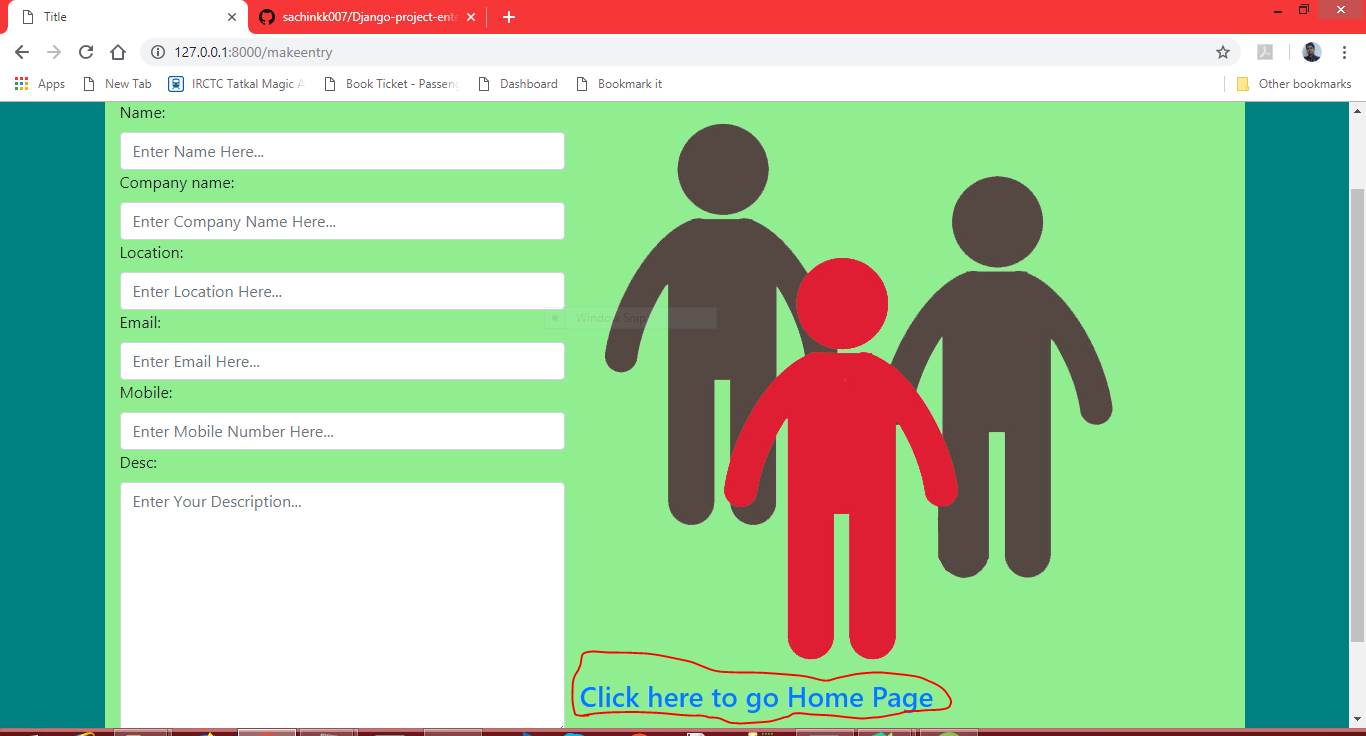 Title
sachinkk007/Django-project-ente
127.0.0.1:8000/makeentry
Apps
New Tab
IRCTC Tatkal Magic A
Book Ticket - Passeng
Dashboard
Bookmark it
Other bookmarks
Name:
Enter Name Here...
Company name:
Enter Company Name Here...
Location:
Enter Location Here...
Window Snip
Email:
Enter Email Here...
Mobile:
Enter Mobile Number Here...
Desc:
Enter Your Description...
Click here to go Home Page